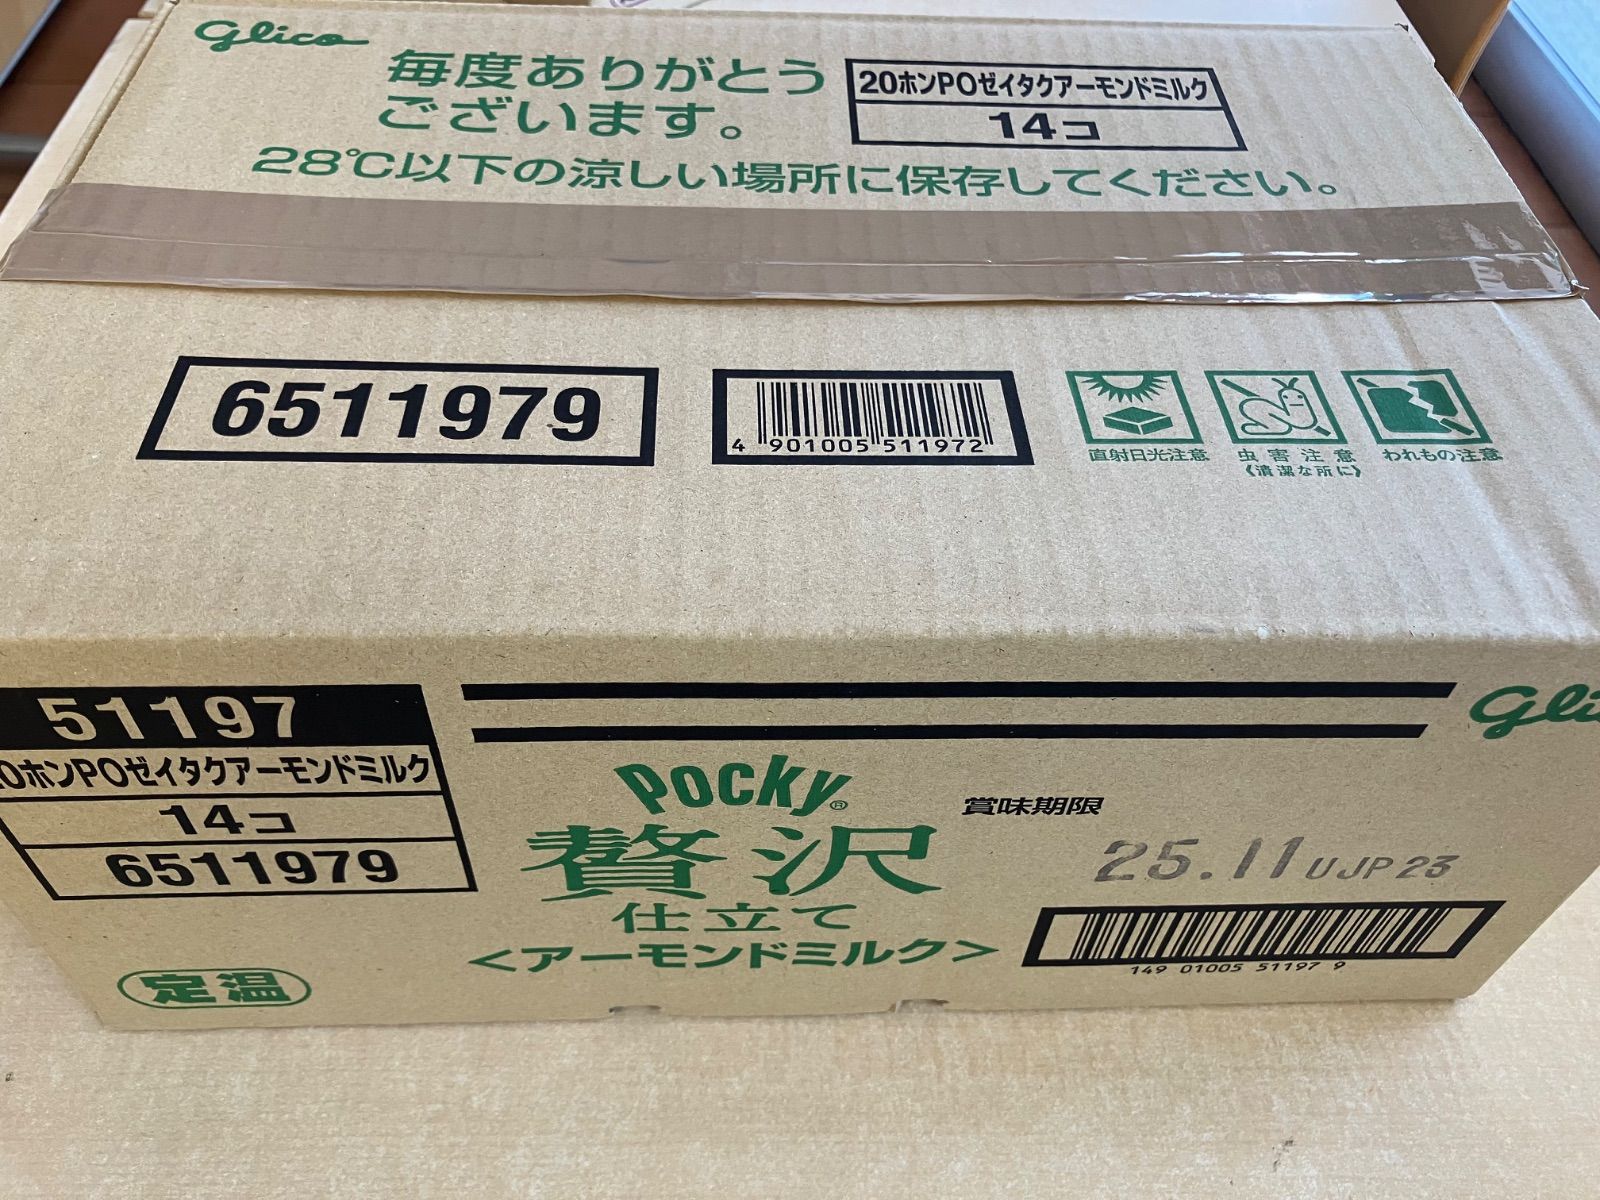 glico
毎度ありがとう
ございます。
28℃以下の涼しい場所に保存してください。
20ホンPOゼイタクアーモンドミルク
14コ
6511979
4 901005 511972
直射日光注意
虫害注意
《清潔な所に》
われもの注意
51197
0ホンPOゼイタクアーモンドミルク
14コ
6511979
定温
Pocky®
贅沢
仕立て
<アーモンドミルク>
glic
賞味期限
25.11 UJP23
149 01005 51197 9